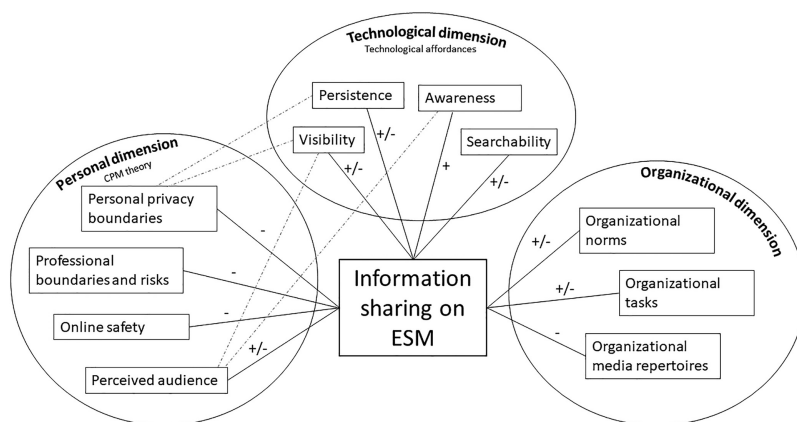 Technological dimension
Technological affordances
Persistence
Awareness
Visibility
Searchability
+/-
+/-
+
+/-
Personal dimension
CPM theory
Personal privacy
boundaries
Professional
boundaries and risks
Online safety
Perceived audience
-
-
-
+/-
Information
sharing on
ESM
Organizational dimension
Organizational
norms
Organizational
tasks
Organizational
media repertoires
+/-
+/-
-